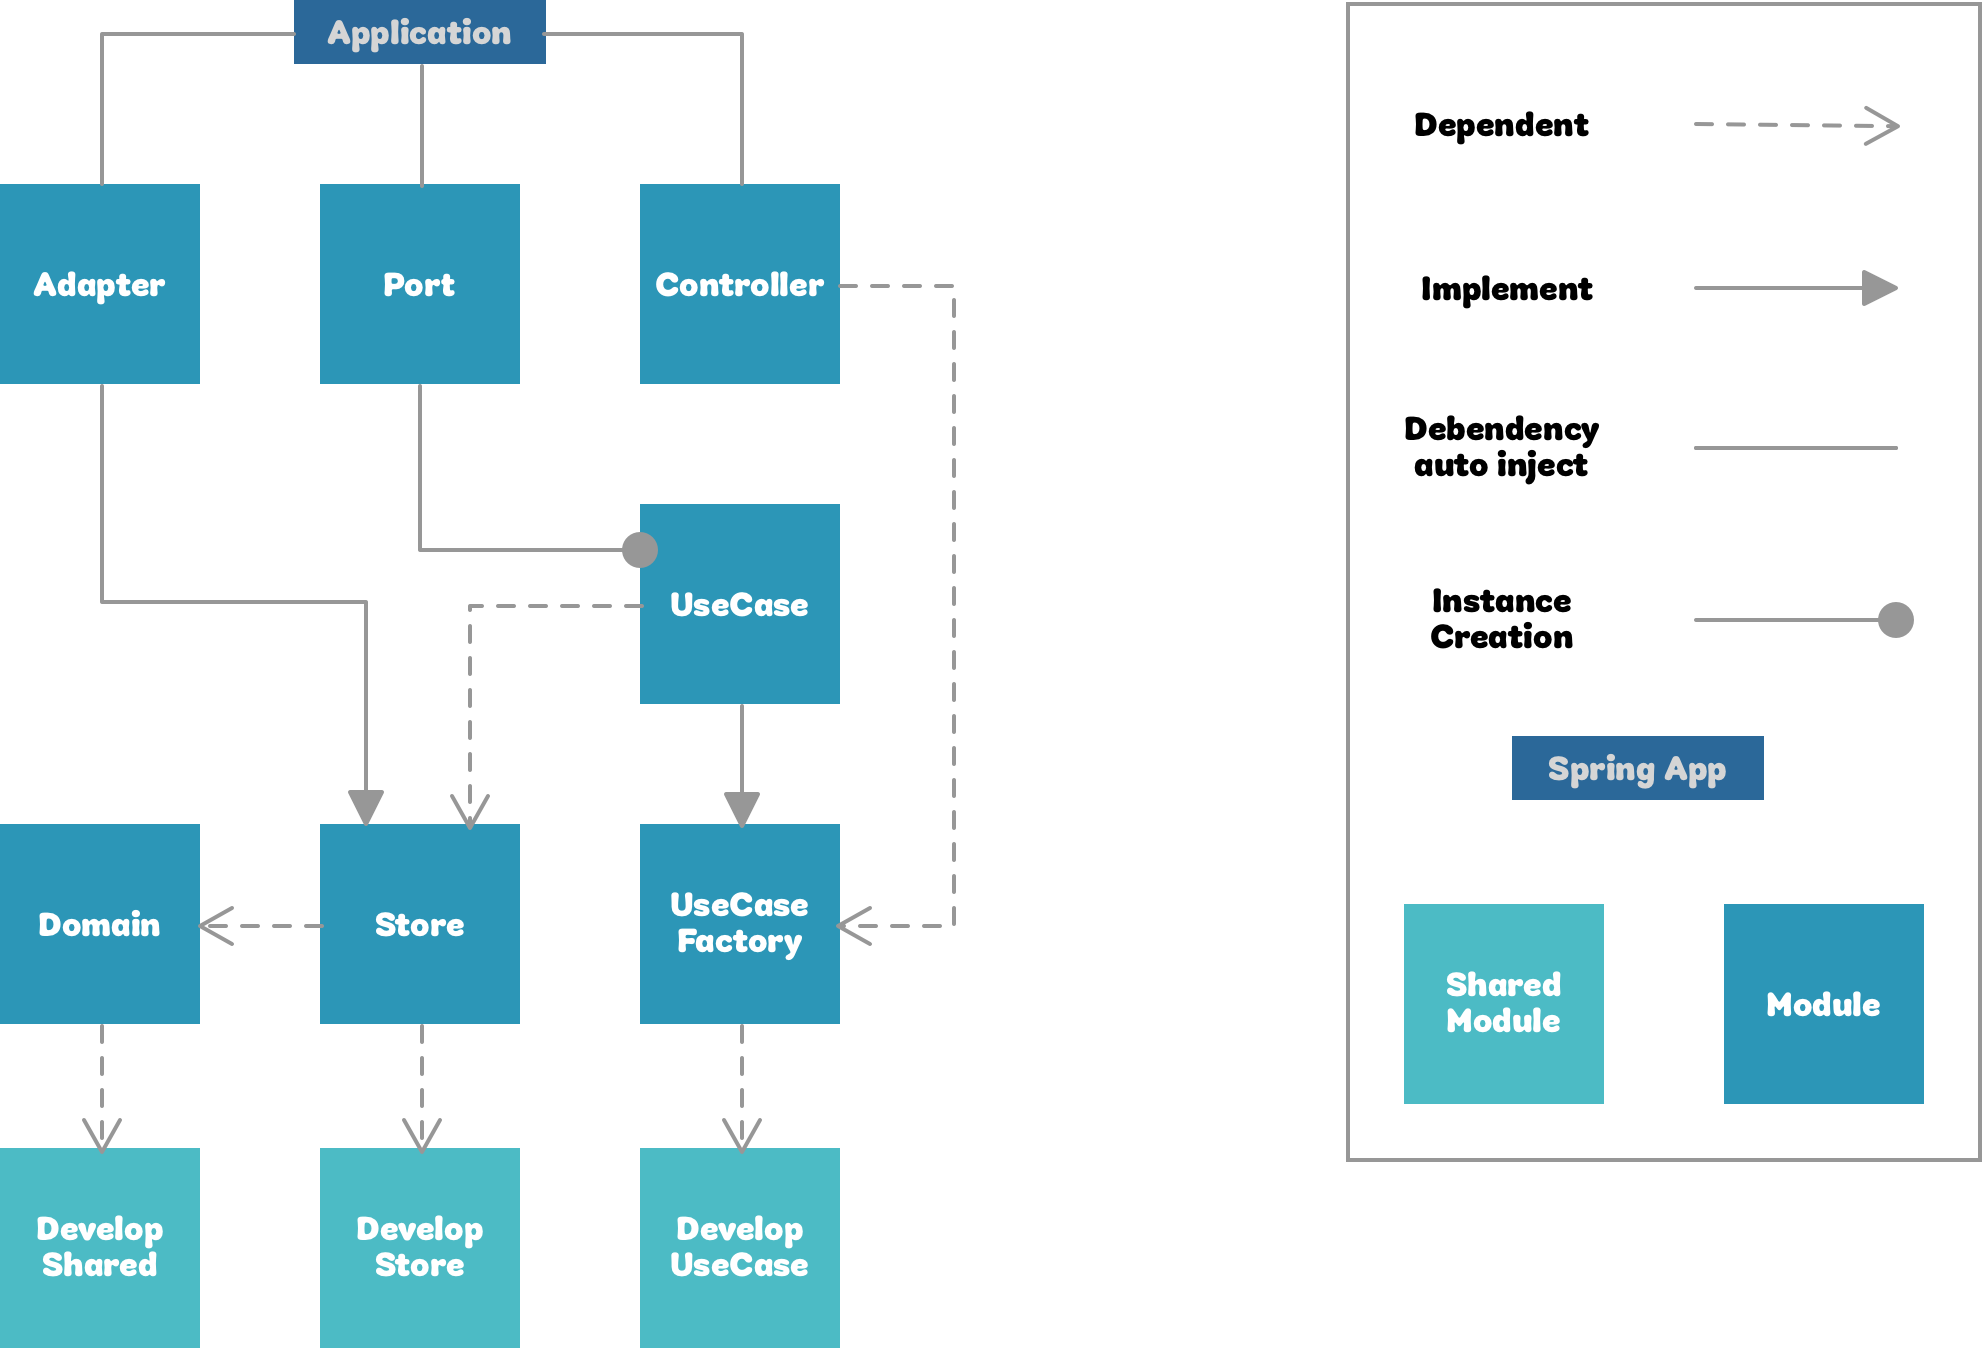 Application
Adapter
Port
Controller
UseCase
Domain
Store
UseCase
Factory
Develop
Shared
Develop
Store
Develop
UseCase
Dependent
Implement
Debendency
auto inject
Instance
Creation
Spring App
Shared
Module
Module